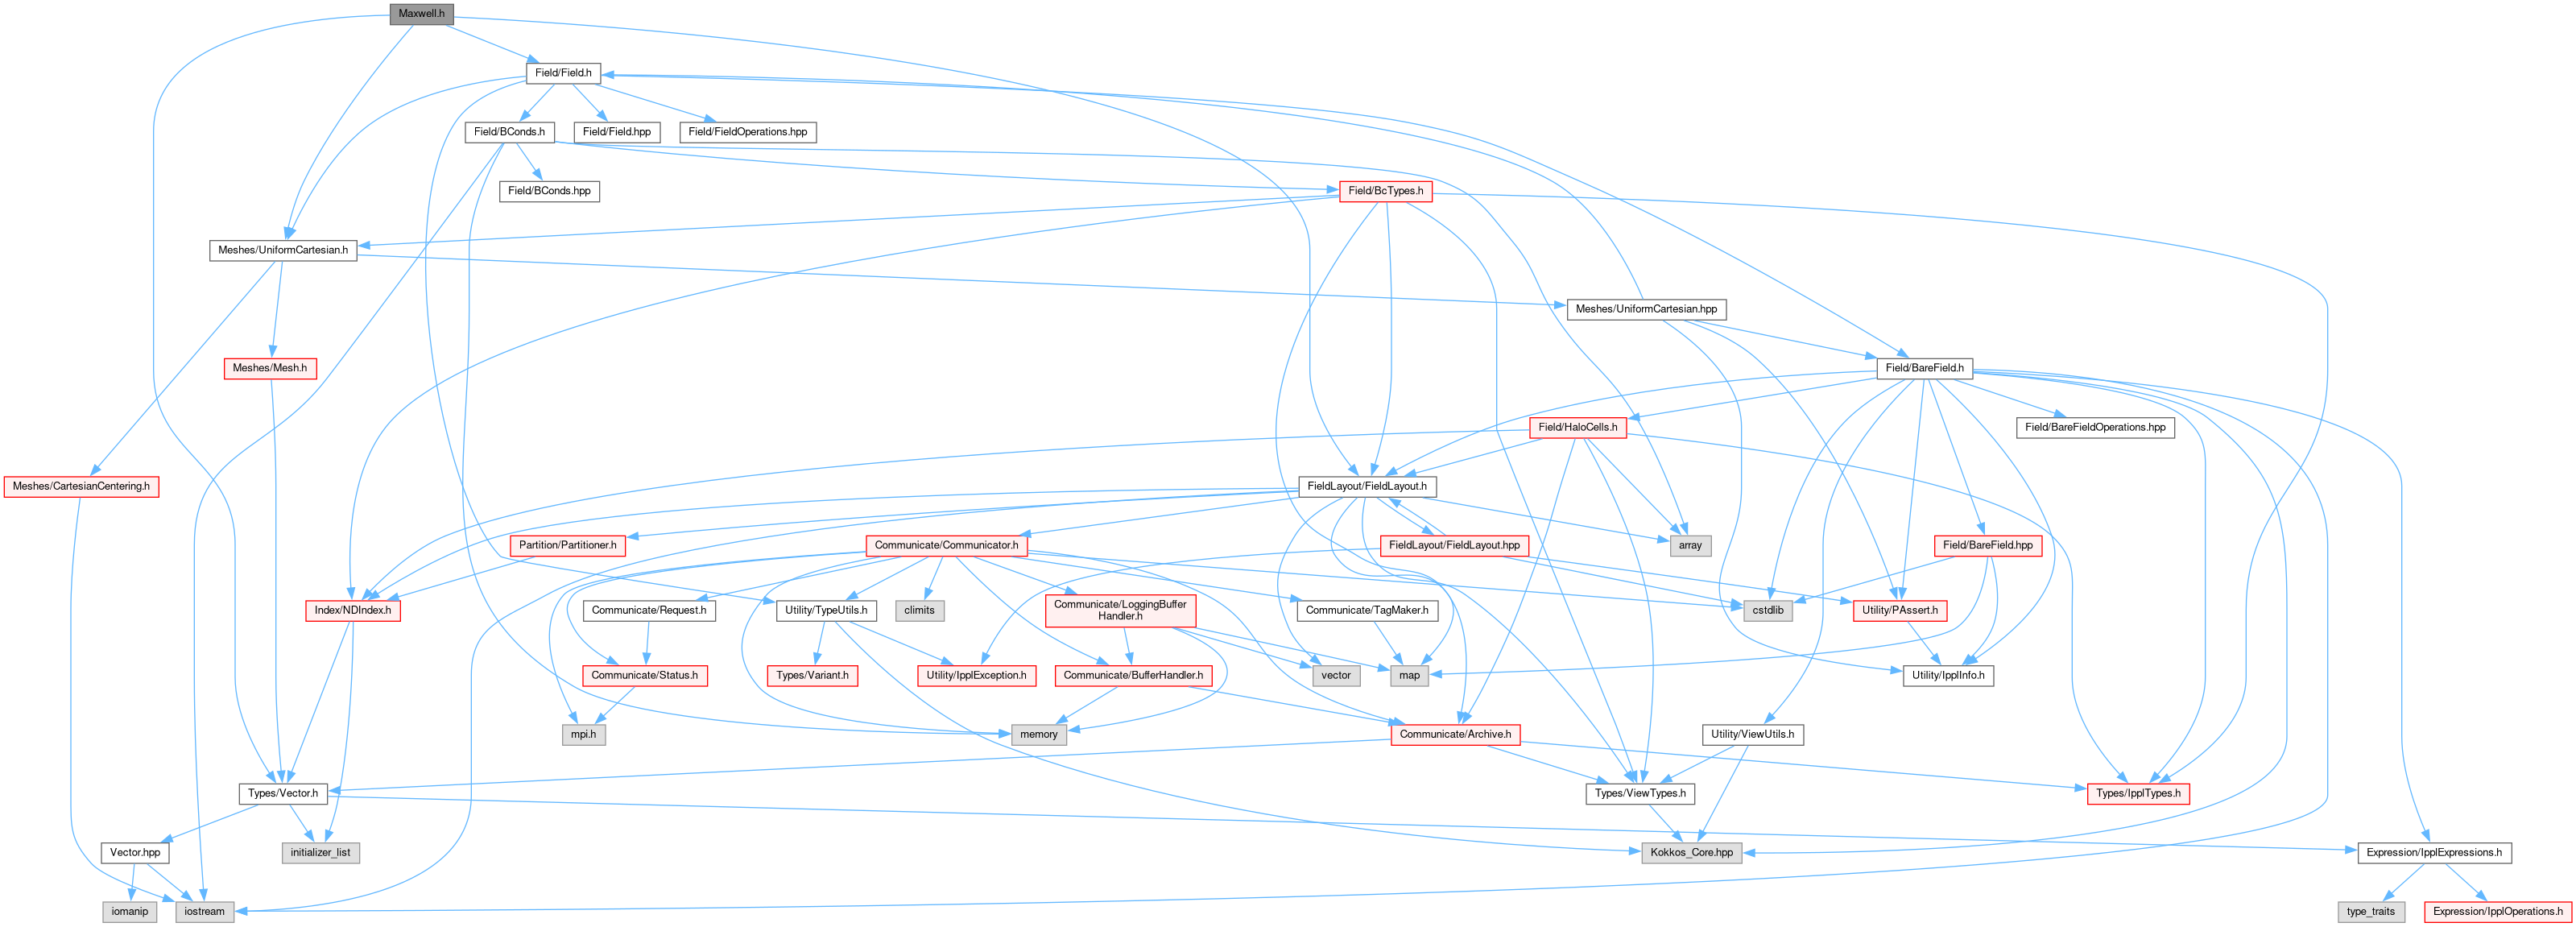 Maxwell.h
Field/Field.h
Field/BConds.h
Field/Field.hpp
Field/FieldOperations.hpp
Field/BConds.hpp
Field/BcTypes.h
Meshes/UniformCartesian.h
Meshes/UniformCartesian.hpp
Meshes/Mesh.h
Field/BareField.h
Field/HaloCells.h
Field/BareFieldOperations.hpp
Meshes/CartesianCentering.h
FieldLayout/FieldLayout.h
Partition/Partitioner.h
Communicate/Communicator.h
FieldLayout/FieldLayout.hpp
array
Field/BareField.hpp
Index/NDIndex.h
Communicate/Request.h
Utility/TypeUtils.h
climits
Communicate/LoggingBuffer
Handler.h
Communicate/TagMaker.h
cstdlib
Utility/PAssert.h
Communicate/Status.h
Types/Variant.h
Utility/IpplException.h
Communicate/BufferHandler.h
vector
map
Utility/IpplInfo.h
mpi.h
memory
Communicate/Archive.h
Utility/ViewUtils.h
Types/Vector.h
Types/ViewTypes.h
Types/IpplTypes.h
Vector.hpp
initializer_list
Kokkos_Core.hpp
Expression/IpplExpressions.h
iomanip
iostream
type_traits
Expression/IpplOperations.h